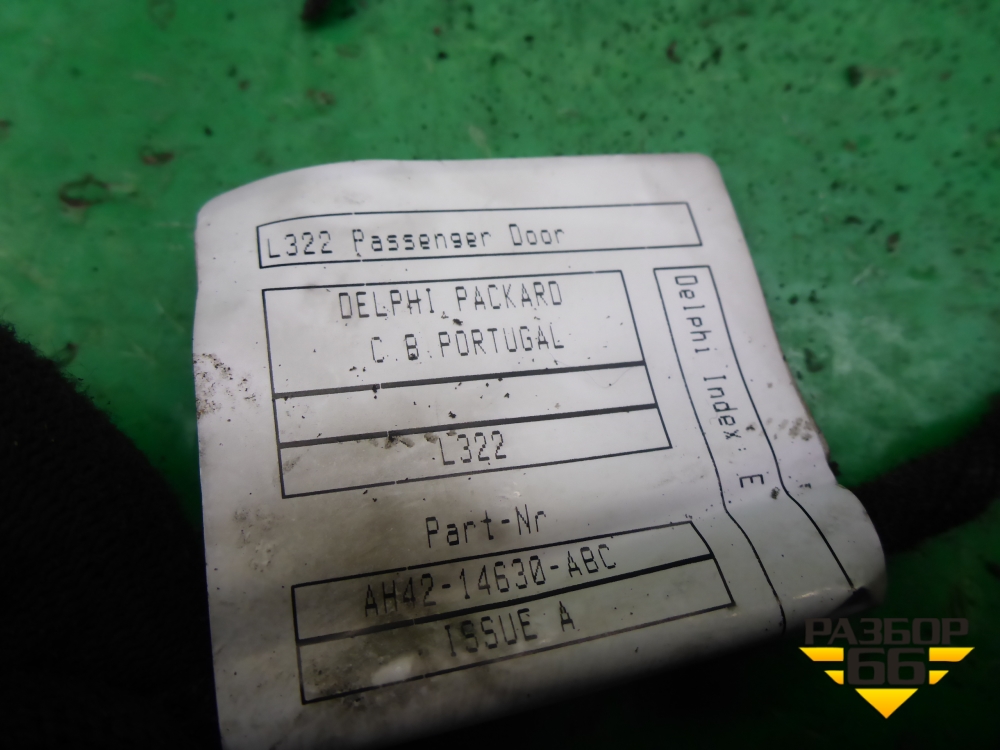 L322 Passenger Door
DELPHI PACKARD
C B PORTUGAL
L322
Delphi Index: E
Part-Nr
AH42-14630-ABC
ISSUE A
РАЗБОР
66